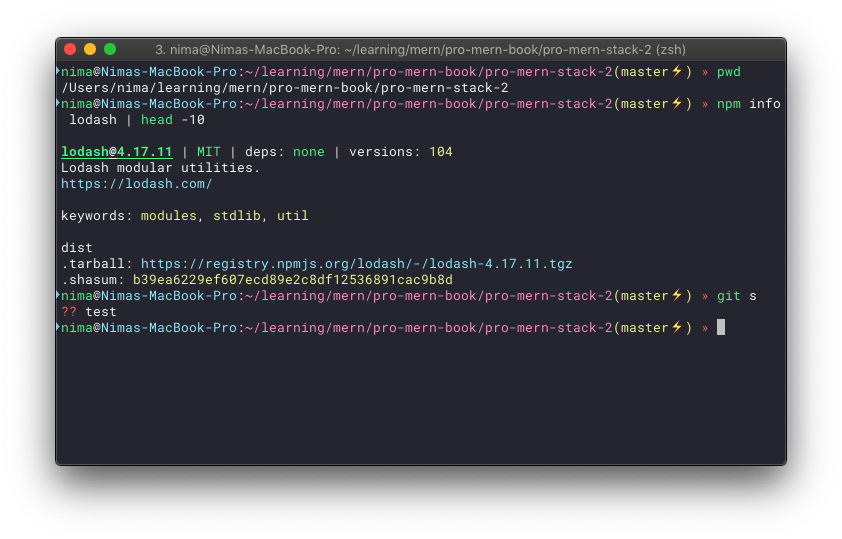 3. nima@Nimas-MacBook-Pro: ~/learning/mern/pro-mern-book/pro-mern-stack-2 (zsh)
nima@Nimas-MacBook-Pro:~/learning/mern/pro-mern-book/pro-mern-stack-2(master⚡) » pwd
/Users/nima/learning/mern/pro-mern-book/pro-mern-stack-2
nima@Nimas-MacBook-Pro:~/learning/mern/pro-mern-book/pro-mern-stack-2(master⚡) » npm info
lodash | head -10
lodash@4.17.11 | MIT | deps: none | versions: 104
Lodash modular utilities.
https://lodash.com/
keywords: modules, stdlib, util
dist
.tarball: https://registry.npmjs.org/lodash/-/lodash-4.17.11.tgz
.shasum: b39ea6229ef607ecd89e2c8df12536891cac9b8d
nima@Nimas-MacBook-Pro:~/learning/mern/pro-mern-book/pro-mern-stack-2(master⚡) » git s
?? test
nima@Nimas-MacBook-Pro:~/learning/mern/pro-mern-book/pro-mern-stack-2(master⚡) »